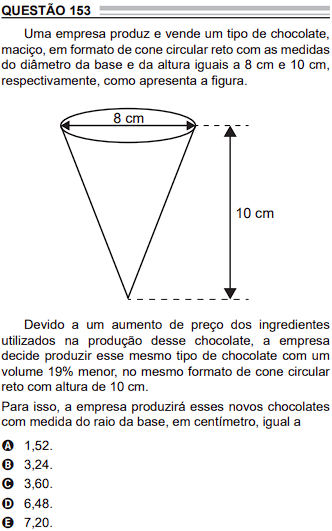 QUESTÃO 153
Uma empresa produz e vende um tipo de chocolate,
maciço, em formato de cone circular reto com as medidas
do diâmetro da base e da altura iguais a 8 cm e 10 cm,
respectivamente, como apresenta a figura.
8 cm
10 cm
Devido a um aumento de preço dos ingredientes
utilizados na produção desse chocolate, a empresa
decide produzir esse mesmo tipo de chocolate com um
volume 19% menor, no mesmo formato de cone circular
reto com altura de 10 cm.
Para isso, a empresa produzirá esses novos chocolates
com medida do raio da base, em centímetro, igual a
A 1,52.
B 3,24.
C 3,60.
D 6,48.
E 7,20.